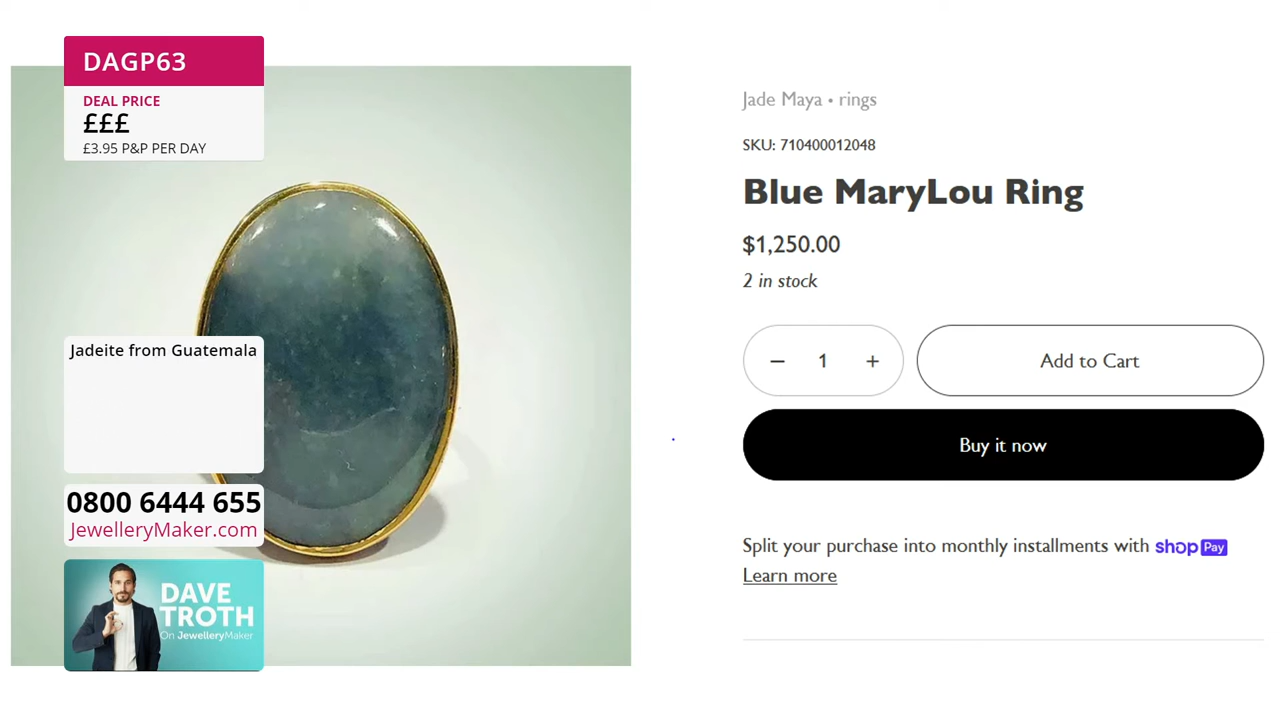 DAGP63
DEAL PRICE
£££
£3.95 P&P PER DAY
Jadeite from Guatemala
0800 6444 655
JewelleryMaker.com
DAVE
TROTH
On JewelleryMaker
Jade Maya • rings
SKU: 710400012048
Blue MaryLou Ring
$1,250.00
2 in stock
− 1 +
Add to Cart
Buy it now
Split your purchase into monthly installments with shop Pay
Learn more